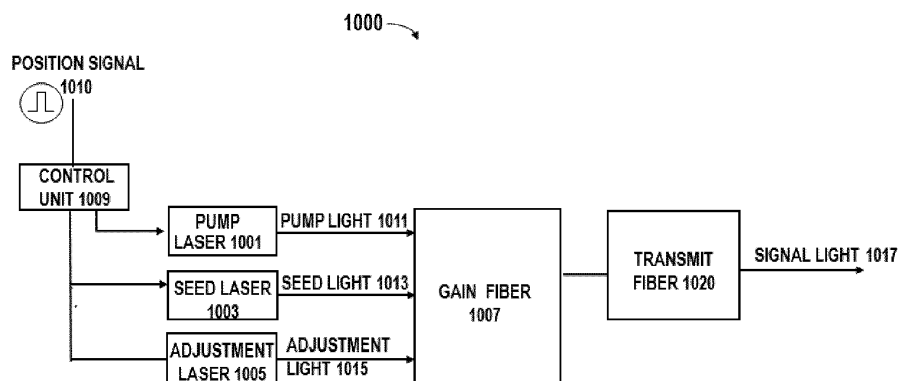 1000
POSITION SIGNAL
1010
CONTROL
UNIT 1009
PUMP
LASER 1001
PUMP LIGHT 1011
SEED LASER
1003
SEED LIGHT 1013
ADJUSTMENT
LASER 1005
ADJUSTMENT
LIGHT 1015
GAIN FIBER
1007
TRANSMIT
FIBER 1020
SIGNAL LIGHT 1017